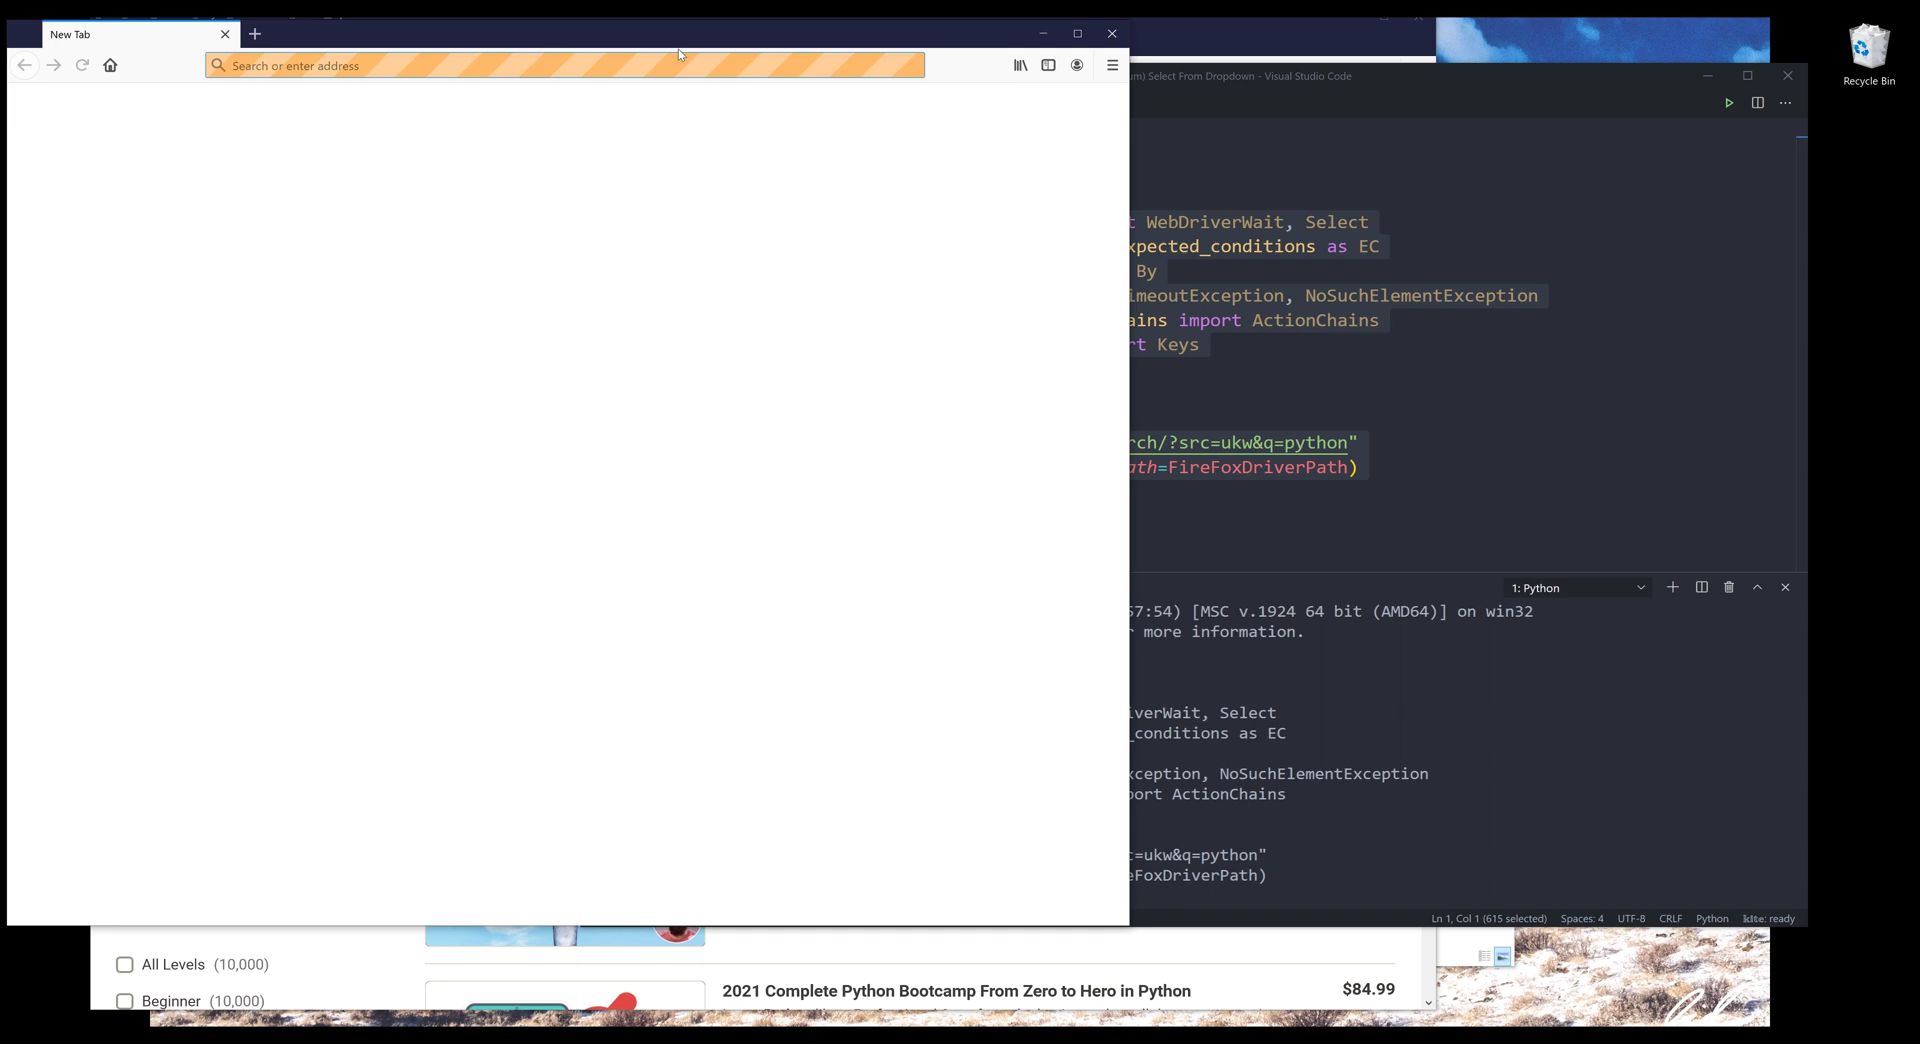 New Tab
Search or enter address
um) Select From Dropdown - Visual Studio Code
Recycle Bin
t WebDriverWait, Select
xpected_conditions as EC
By
imeoutException, NoSuchElementException
ains import ActionChains
rt Keys
rch/?src=ukw&q=python"
ath=FireFoxDriverPath)
1: Python
57:54) [MSC v.1924 64 bit (AMD64)] on win32
r more information.
iverWait, Select
_conditions as EC
xception, NoSuchElementException
port ActionChains
c=ukw&q=python"
eFoxDriverPath)
Ln 1, Col 1 (615 selected) Spaces: 4 UTF-8 CRLF Python kite: ready
All Levels (10,000)
Beginner (10,000)
2021 Complete Python Bootcamp From Zero to Hero in Python
$84.99